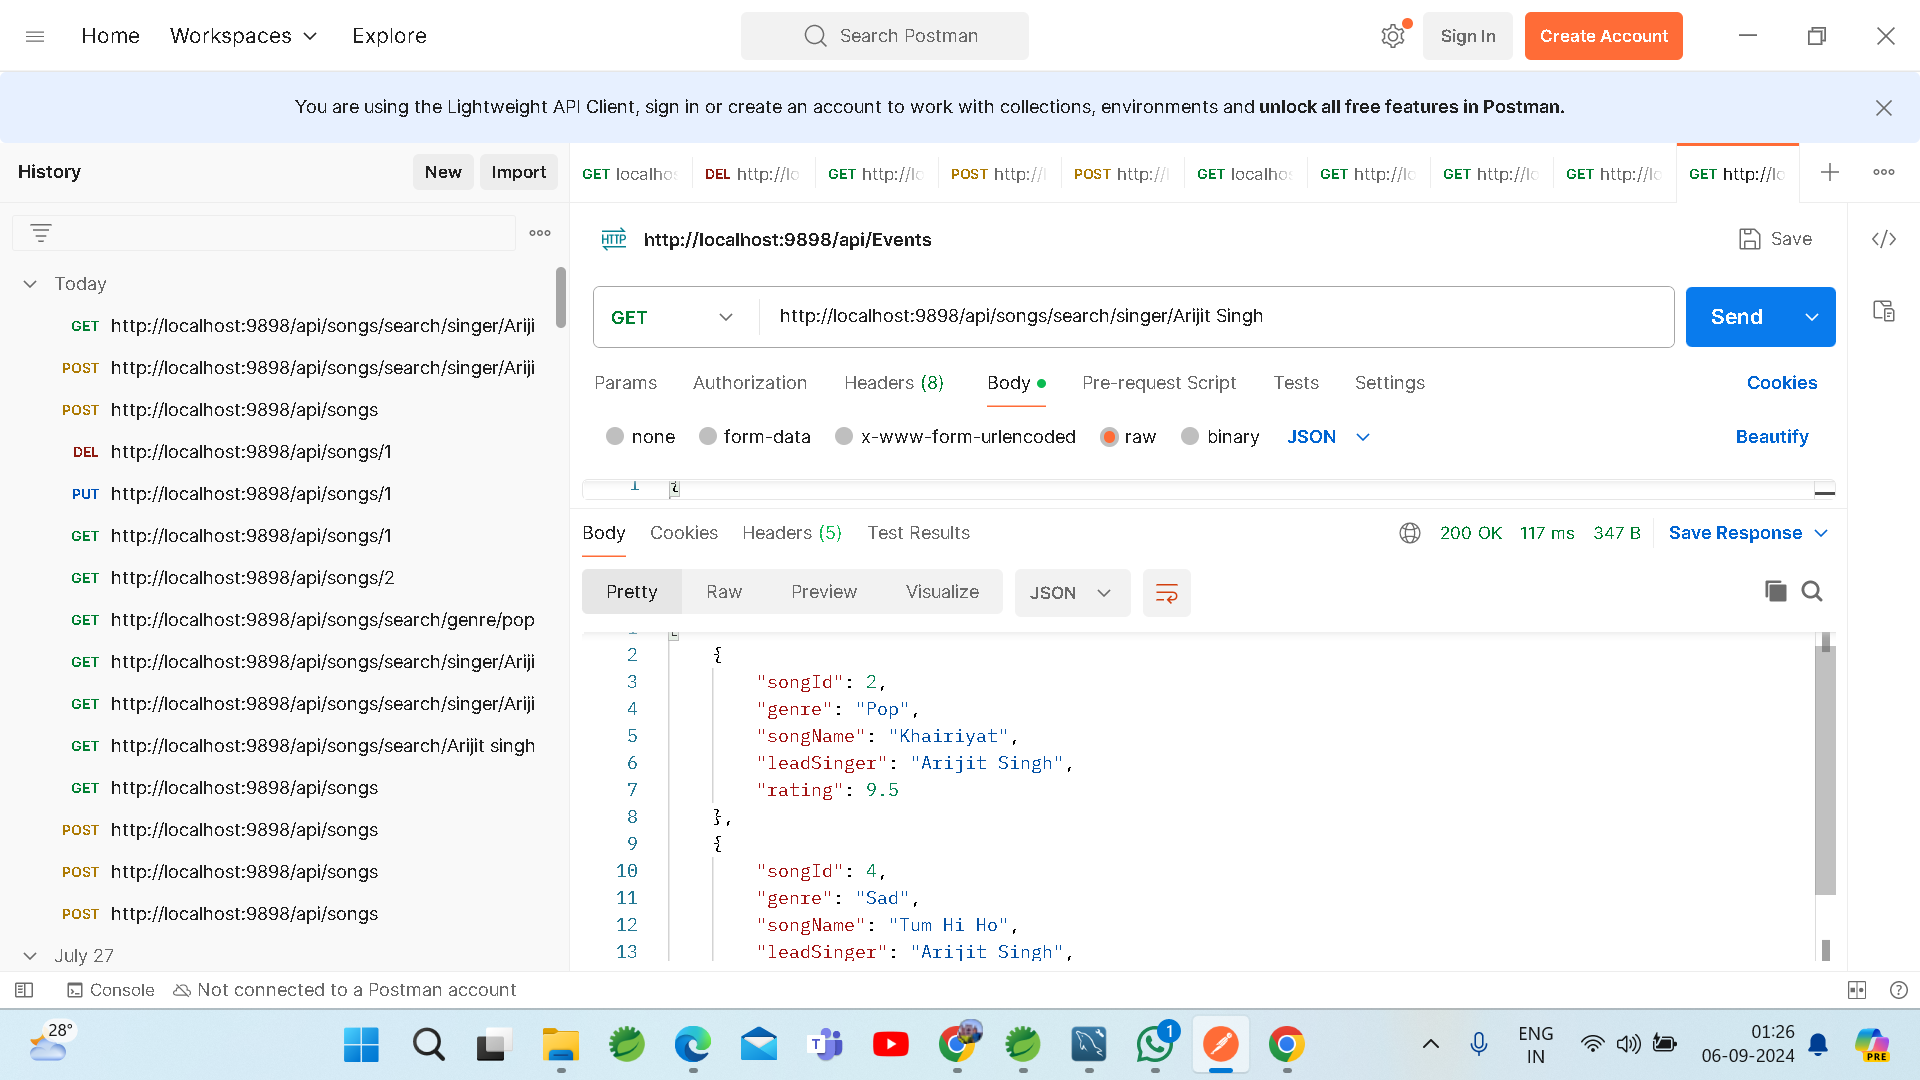 Home
Workspaces
Explore
Search Postman
Sign In
Create Account
You are using the Lightweight API Client, sign in or create an account to work with collections, environments and unlock all free features in Postman.
History
New
Import
GET localhos
DEL http://lo
GET http://lo
POST http://l
POST http://l
GET localhos
GET http://lo
GET http://lo
GET http://lo
GET http://lo
HTTP http://localhost:9898/api/Events
Save
Today
GET http://localhost:9898/api/songs/search/singer/Ariji
POST http://localhost:9898/api/songs/search/singer/Ariji
POST http://localhost:9898/api/songs
DEL http://localhost:9898/api/songs/1
PUT http://localhost:9898/api/songs/1
GET http://localhost:9898/api/songs/1
GET http://localhost:9898/api/songs/2
GET http://localhost:9898/api/songs/search/genre/pop
GET http://localhost:9898/api/songs/search/singer/Ariji
GET http://localhost:9898/api/songs/search/singer/Ariji
GET http://localhost:9898/api/songs/search/Arijit singh
GET http://localhost:9898/api/songs
POST http://localhost:9898/api/songs
POST http://localhost:9898/api/songs
POST http://localhost:9898/api/songs
July 27
GET http://localhost:9898/api/songs/search/singer/Arijit Singh
Send
Params Authorization Headers (8) Body Pre-request Script Tests Settings Cookies
none form-data x-www-form-urlencoded raw binary JSON Beautify
1 {
Body Cookies Headers (5) Test Results 200 OK 117 ms 347 B Save Response
Pretty Raw Preview Visualize JSON
1 [
2 {
3 "songId": 2,
4 "genre": "Pop",
5 "songName": "Khairiyat",
6 "leadSinger": "Arijit Singh",
7 "rating": 9.5
8 },
9 {
10 "songId": 4,
11 "genre": "Sad",
12 "songName": "Tum Hi Ho",
13 "leadSinger": "Arijit Singh",
Console
Not connected to a Postman account
28°
T
1
ENG
IN
01:26
06-09-2024
PRE